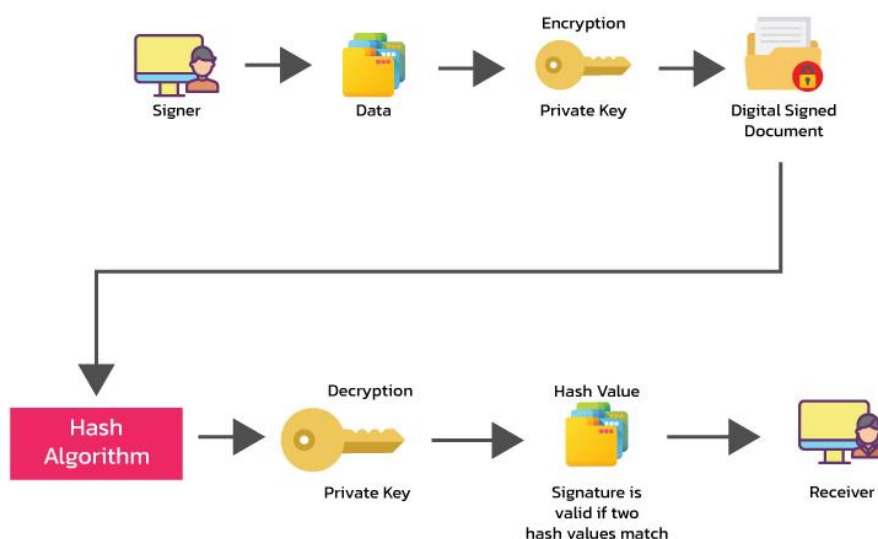 Encryption
Signer
Data
Private Key
Digital Signed
Document
Hash
Algorithm
Decryption
Private Key
Hash Value
Signature is
valid if two
hash values match
Receiver